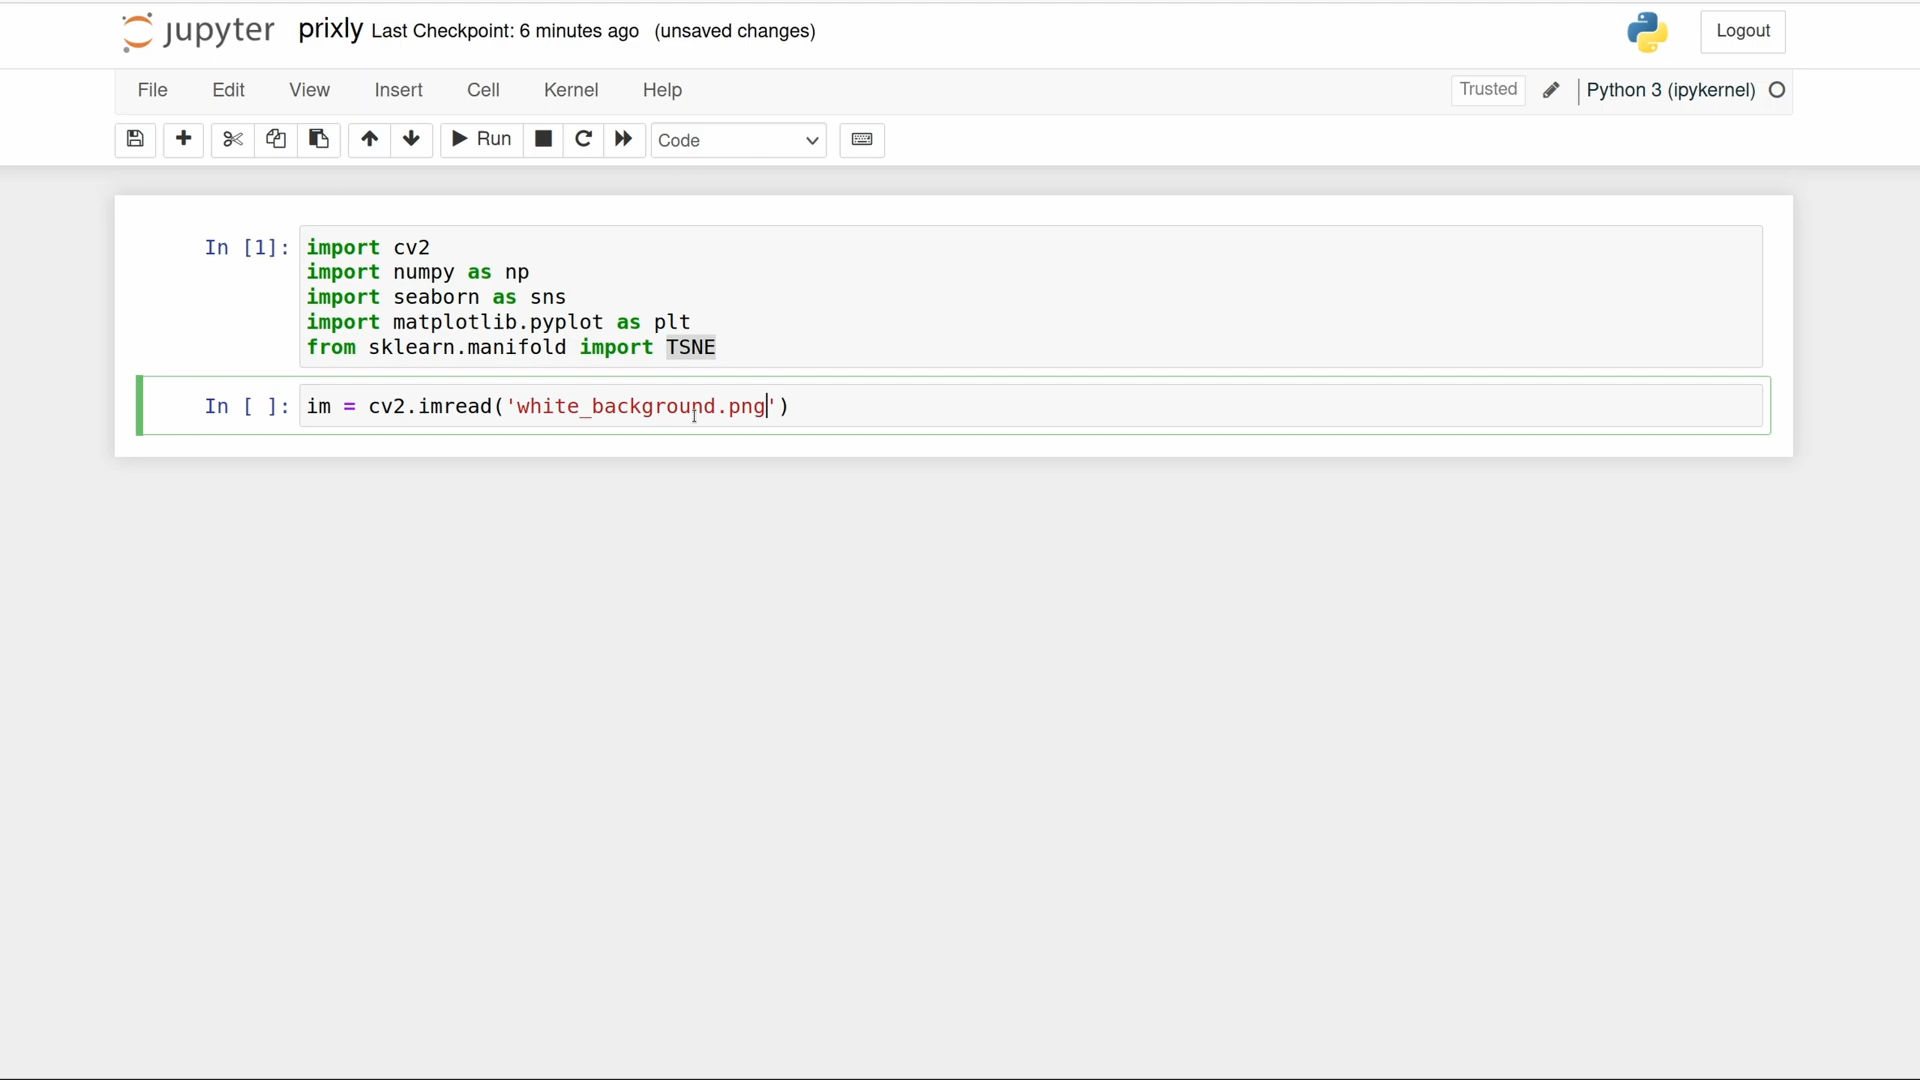 jupyter prixly Last Checkpoint: 6 minutes ago (unsaved changes) Logout
File Edit View Insert Cell Kernel Help Trusted Python 3 (ipykernel)
Run Code
In [1]: import cv2
import numpy as np
import seaborn as sns
import matplotlib.pyplot as plt
from sklearn.manifold import TSNE
In [ ]: im = cv2.imread('white_background.png')